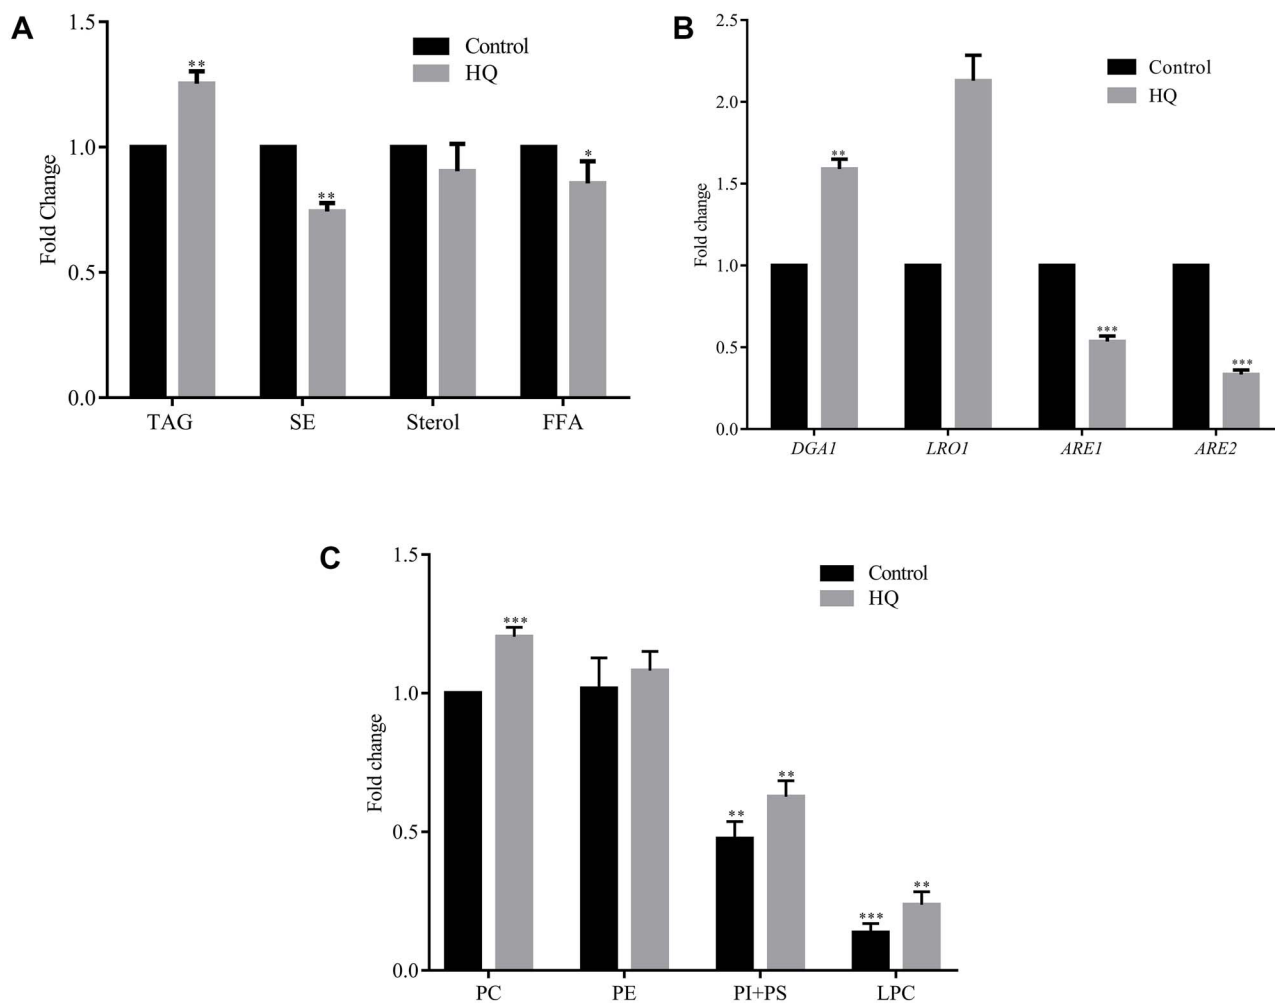 A
1.5
1.0
0.5
0.0
Fold Change
Control
HQ
**
**
*
TAG SE Sterol FFA
B
2.5
2.0
1.5
1.0
0.5
0.0
Fold change
Control
HQ
**
***
***
DGA1 LRO1 ARE1 ARE2
C
1.5
1.0
0.5
0.0
Fold change
Control
HQ
***
**
**
***
**
PC PE PI+PS LPC